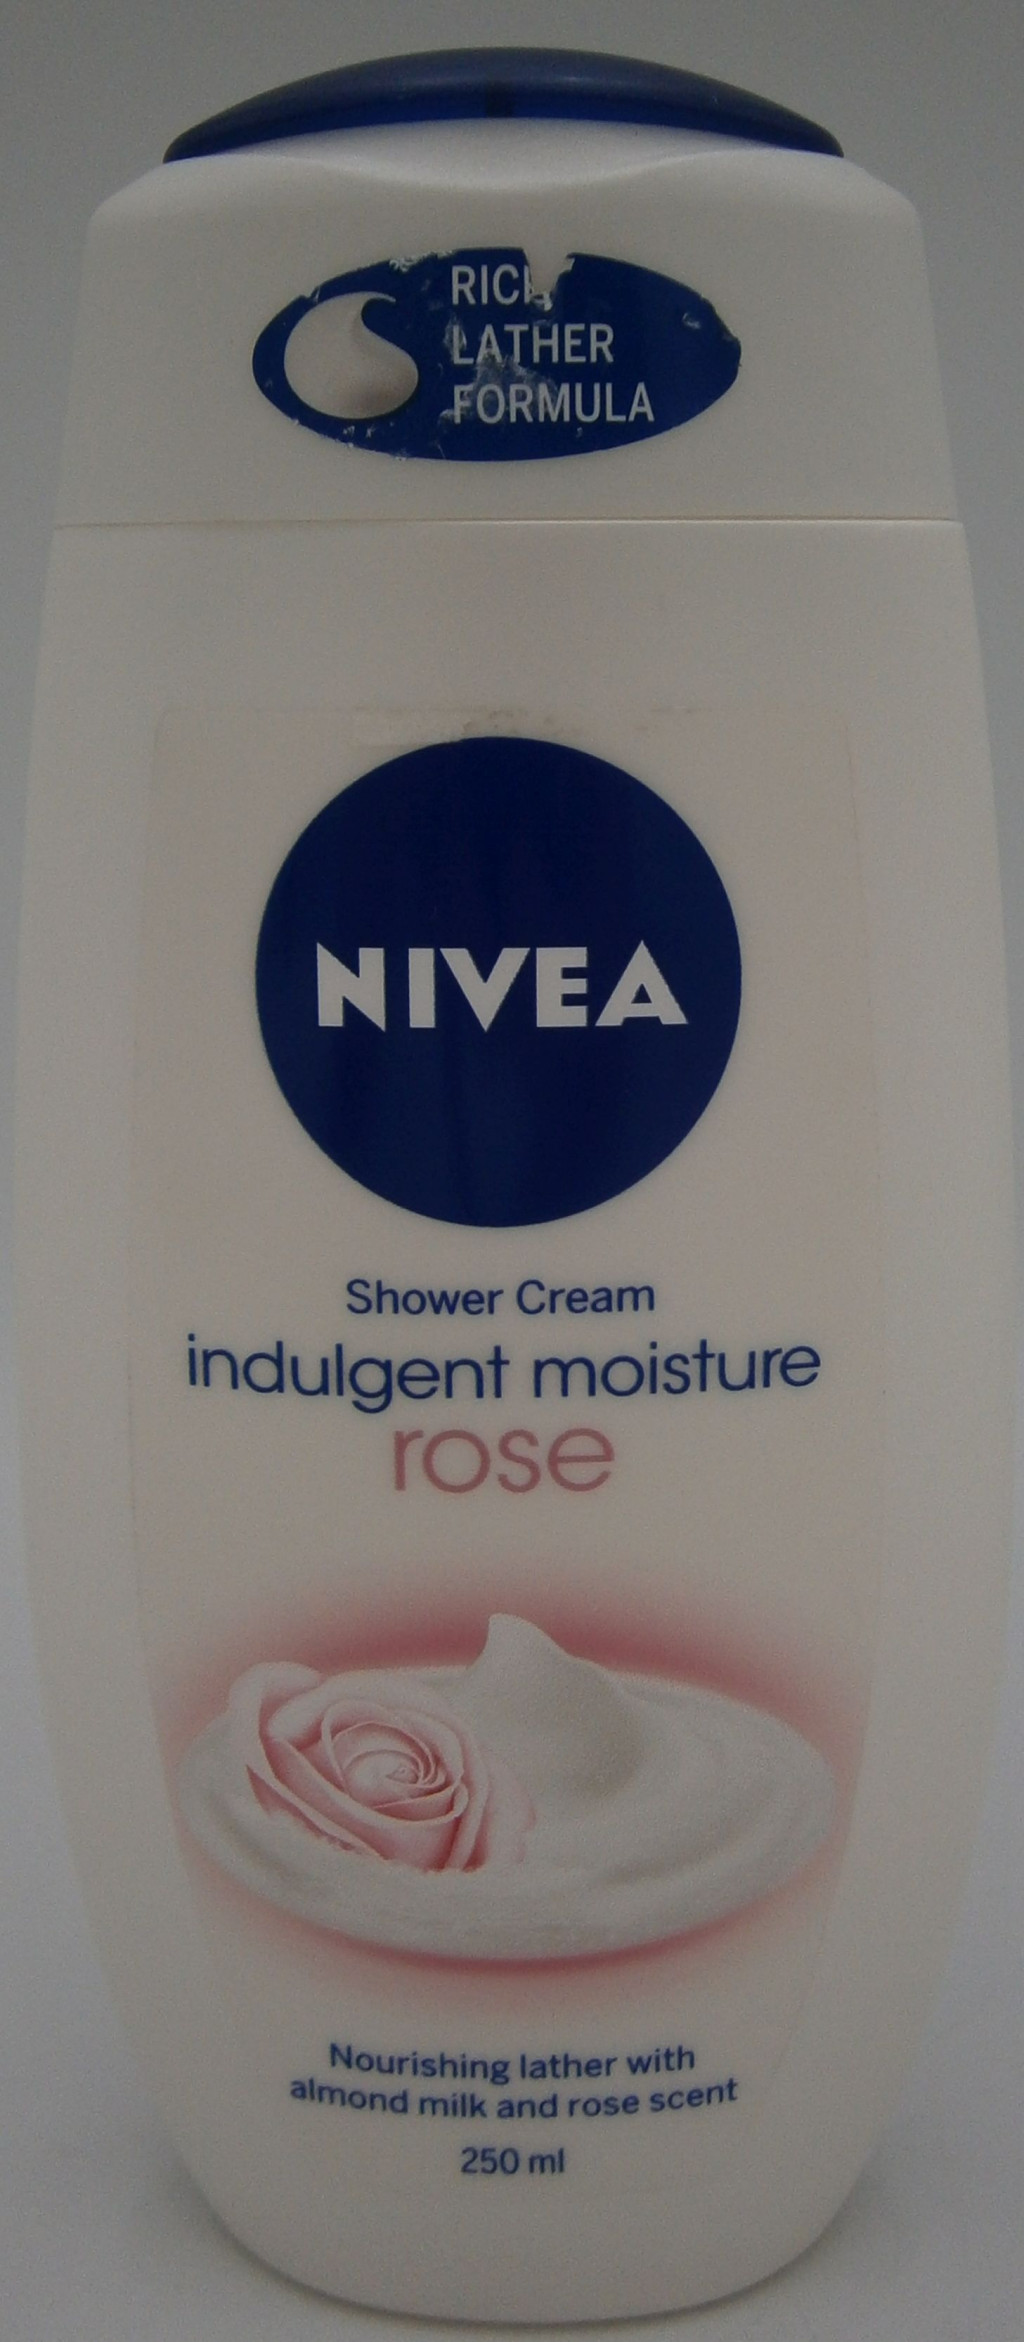 RICH
LATHER
FORMULA
NIVEA
Shower Cream
indulgent moisture
rose
Nourishing lather with
almond milk and rose scent
250 ml